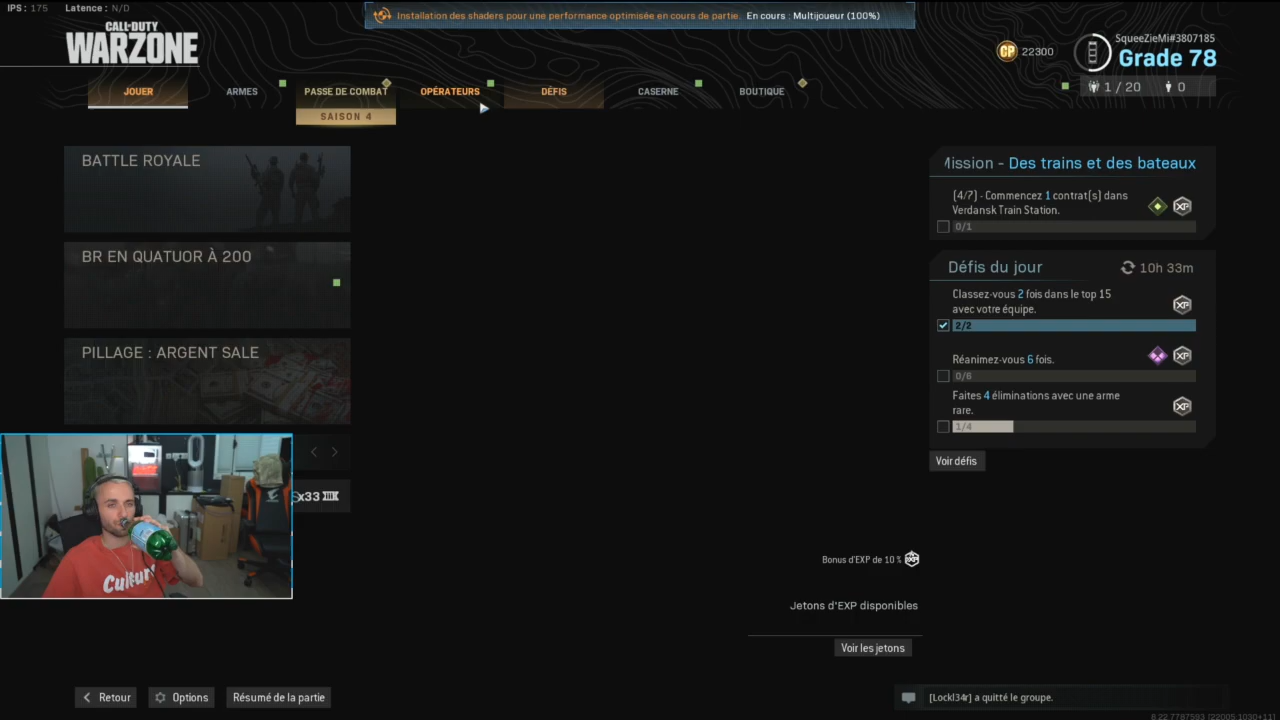 IPS : 175
Latence : N/D
Installation des shaders pour une performance optimisée en cours de partie. En cours : Multijoueur (100%)
CALL OF DUTY
WARZONE
CP 22300
SqueeZieMi#3807185
Grade 78
1 / 20
0
JOUER
ARMES
PASSE DE COMBAT
OPÉRATEURS
DÉFIS
CASERNE
BOUTIQUE
SAISON 4
BATTLE ROYALE
BR EN QUATUOR À 200
PILLAGE : ARGENT SALE
x33
Culture
Mission - Des trains et des bateaux
(4/7) - Commencez 1 contrat(s) dans
Verdansk Train Station.
XP
0/1
Défis du jour
10h 33m
Classez-vous 2 fois dans le top 15
avec votre équipe.
XP
2/2
Réanimez-vous 6 fois.
XP
0/6
Faites 4 éliminations avec une arme
rare.
XP
1/4
Voir défis
Bonus d'EXP de 10 %
Jetons d'EXP disponibles
Voir les jetons
Retour
Options
Résumé de la partie
[Lockl34r] a quitté le groupe.